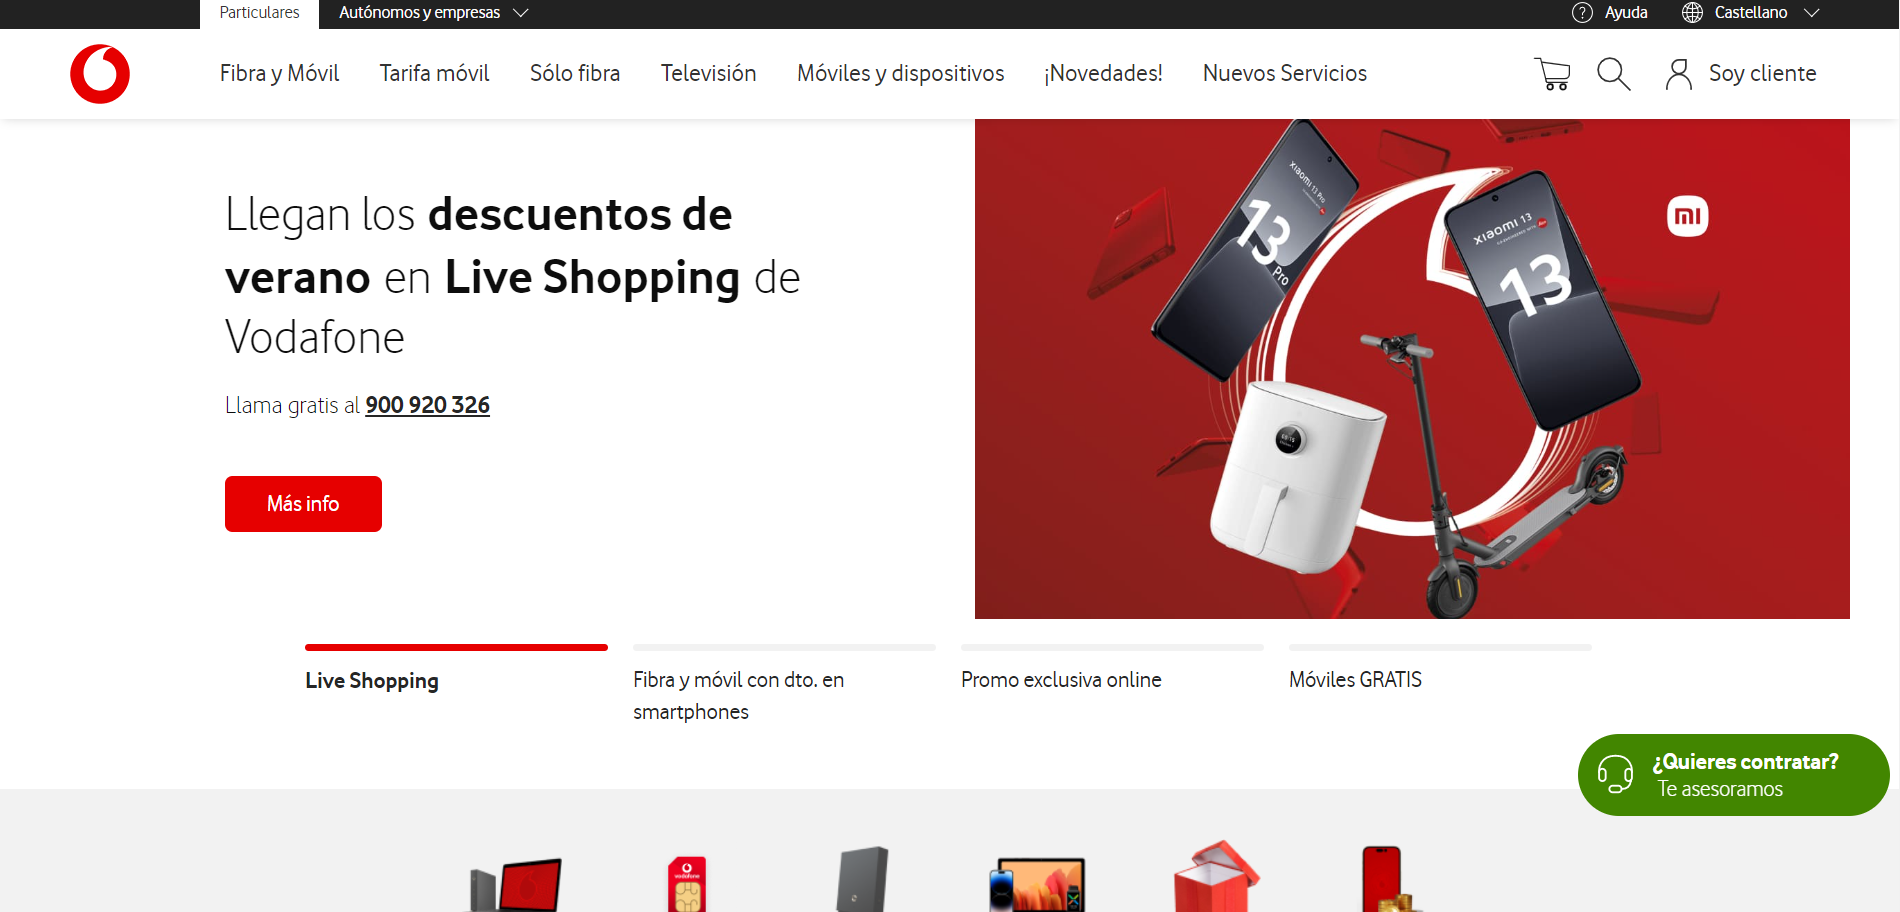 Particulares
Autónomos y empresas
Ayuda
Castellano
Fibra y Móvil
Tarifa móvil
Sólo fibra
Televisión
Móviles y dispositivos
¡Novedades!
Nuevos Servicios
Soy cliente
Llegan los descuentos de
verano en Live Shopping de
Vodafone
Llama gratis al 900 920 326
Más info
XIAOMI 13 Pro
13
Pro
XIAOMI 13
13
mi
Live Shopping
Fibra y móvil con dto. en
smartphones
Promo exclusiva online
Móviles GRATIS
¿Quieres contratar?
Te asesoramos
vodafone